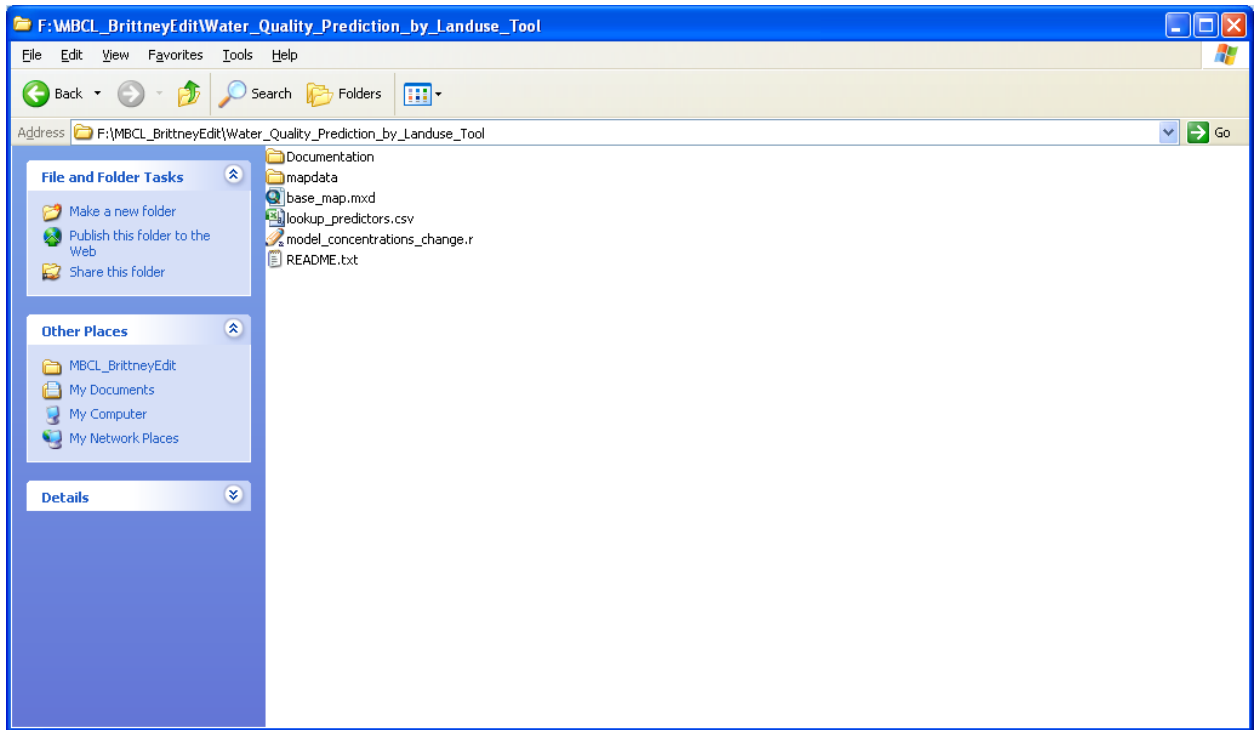 F:\MBCL_BrittneyEdit\Water_Quality_Prediction_by_Landuse_Tool
File Edit View Favorites Tools Help
Back Search Folders
Address F:\MBCL_BrittneyEdit\Water_Quality_Prediction_by_Landuse_Tool Go
File and Folder Tasks
Make a new folder
Publish this folder to the
Web
Share this folder
Other Places
MBCL_BrittneyEdit
My Documents
My Computer
My Network Places
Details
Documentation
mapdata
base_map.mxd
lookup_predictors.csv
model_concentrations_change.r
README.txt